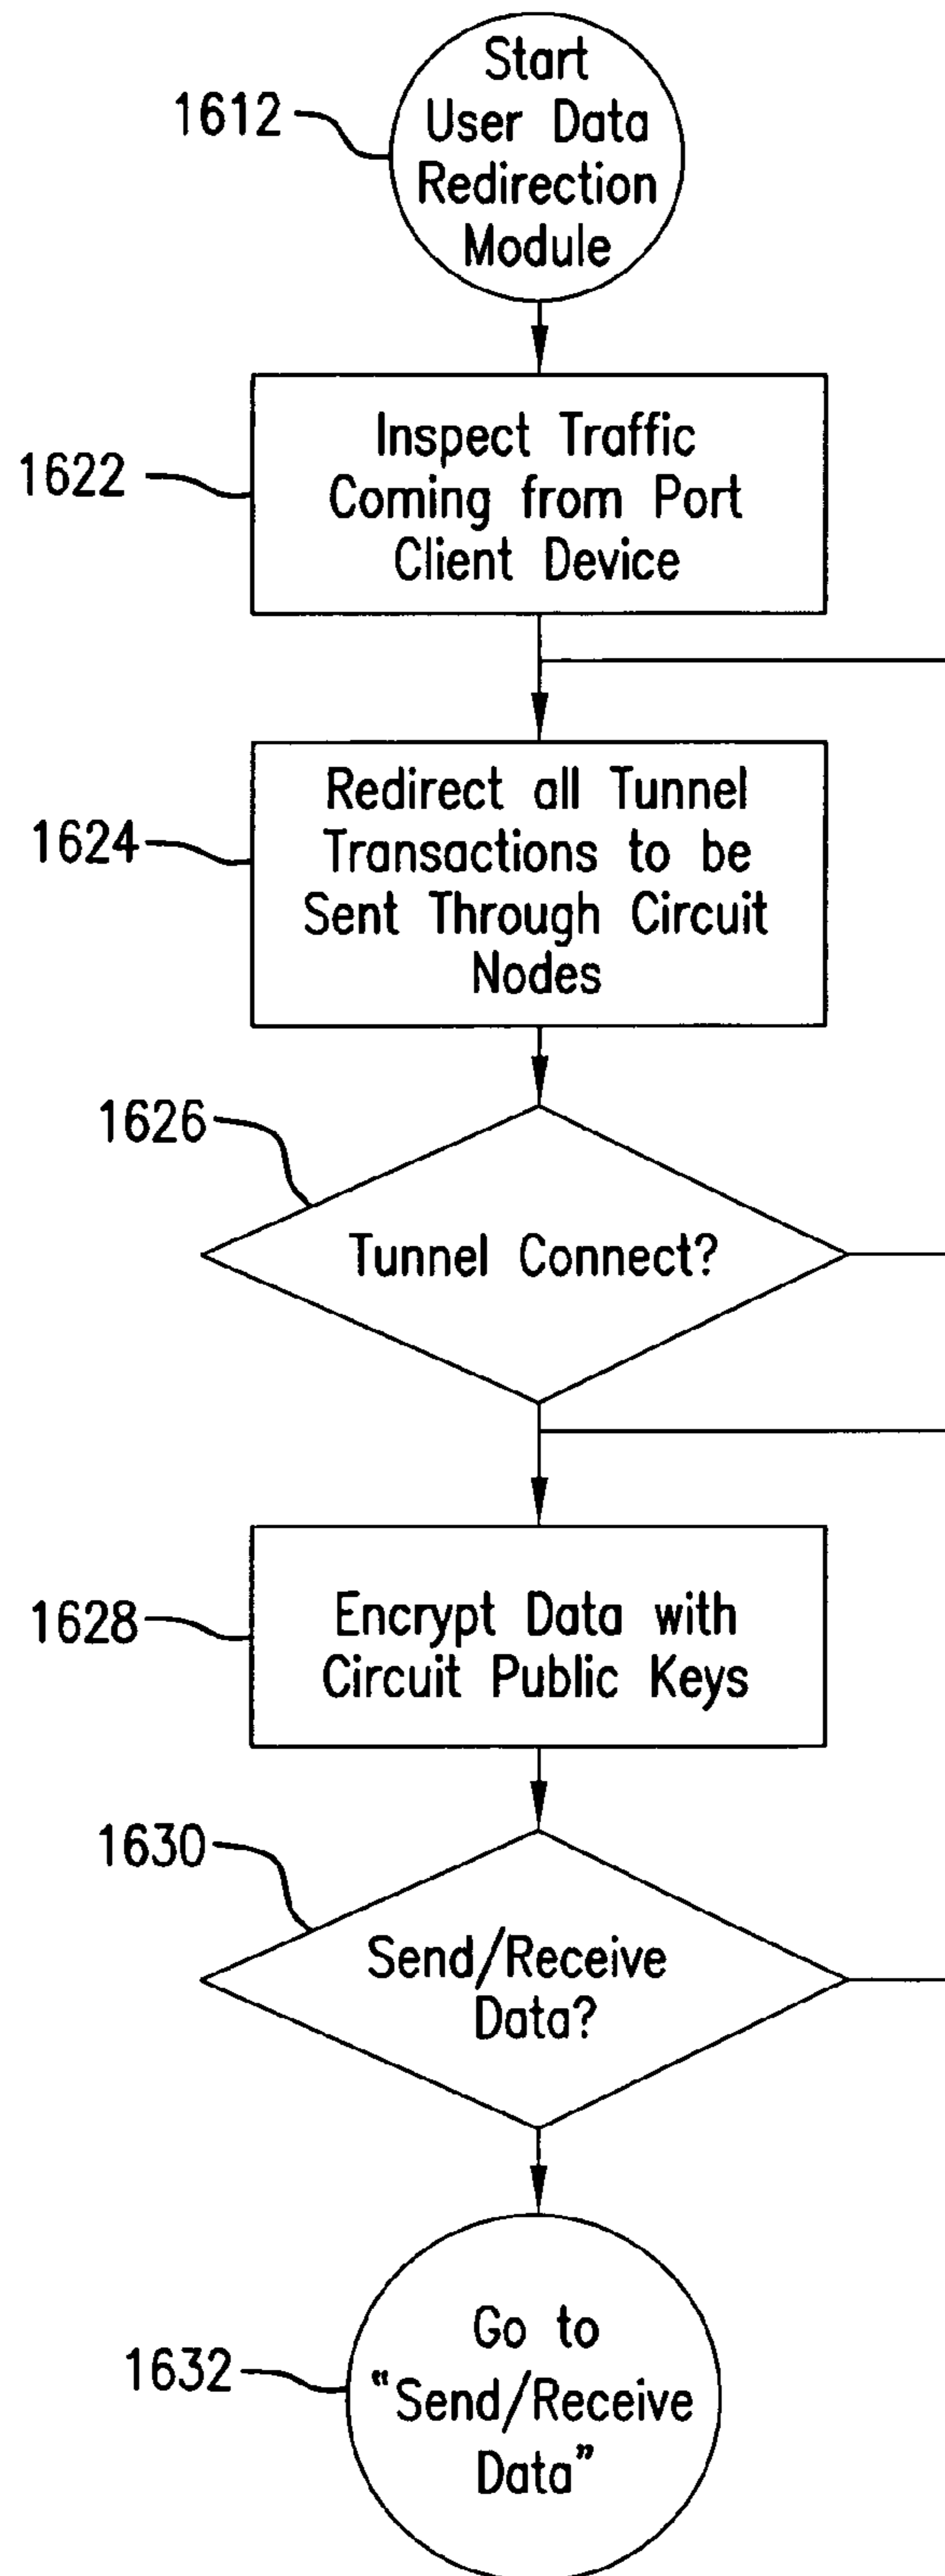 Start
User Data
Redirection
Module
1612
Inspect Traffic
Coming from Port
Client Device
1622
Redirect all Tunnel
Transactions to be
Sent Through Circuit
Nodes
1624
1626
Tunnel Connect?
Encrypt Data with
Circuit Public Keys
1628
1630
Send/Receive
Data?
Go to
“Send/Receive
Data”
1632